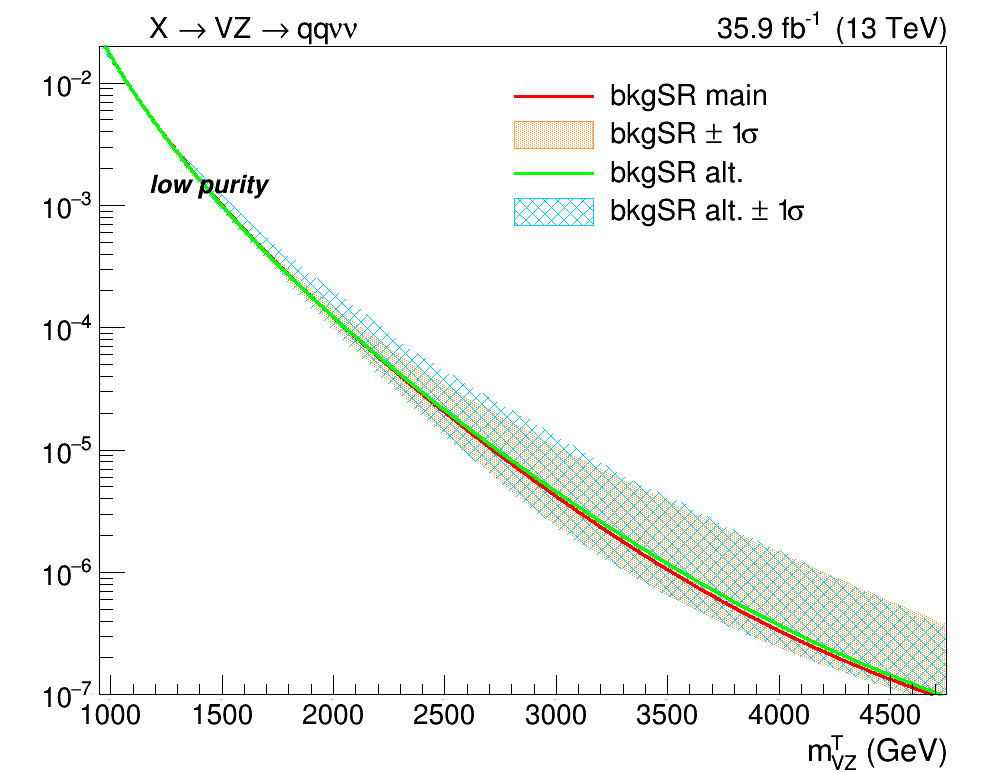 X → VZ → qqνν
35.9 fb⁻¹ (13 TeV)
bkgSR main
bkgSR ± 1σ
bkgSR alt.
bkgSR alt. ± 1σ
low purity
10⁻²
10⁻³
10⁻⁴
10⁻⁵
10⁻⁶
10⁻⁷
1000 1500 2000 2500 3000 3500 4000 4500
m^T_VZ (GeV)